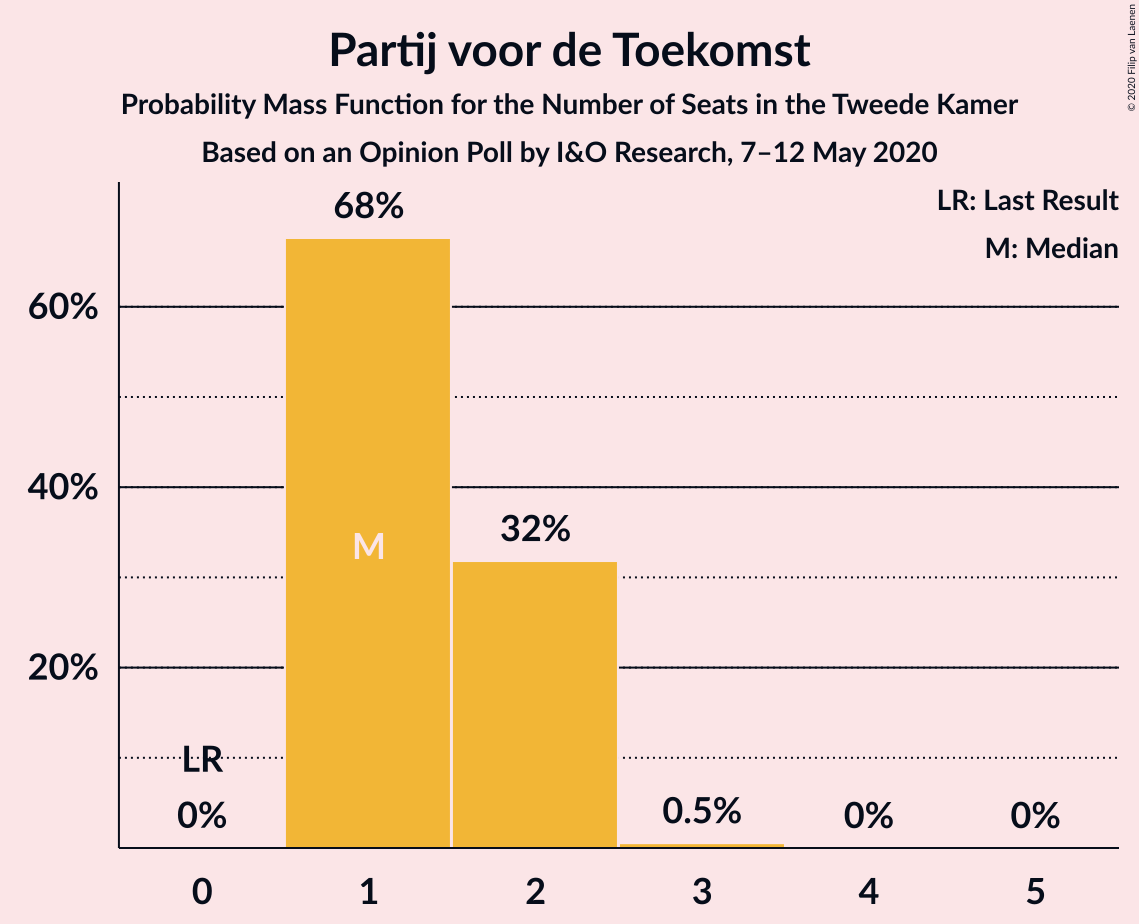 Partij voor de Toekomst
Probability Mass Function for the Number of Seats in the Tweede Kamer
Based on an Opinion Poll by I&O Research, 7–12 May 2020
© 2020 Filip van Laenen
LR: Last Result
M: Median
68%
60%
40%
32%
M
20%
LR
0%
0.5%
0%
0%
0 1 2 3 4 5